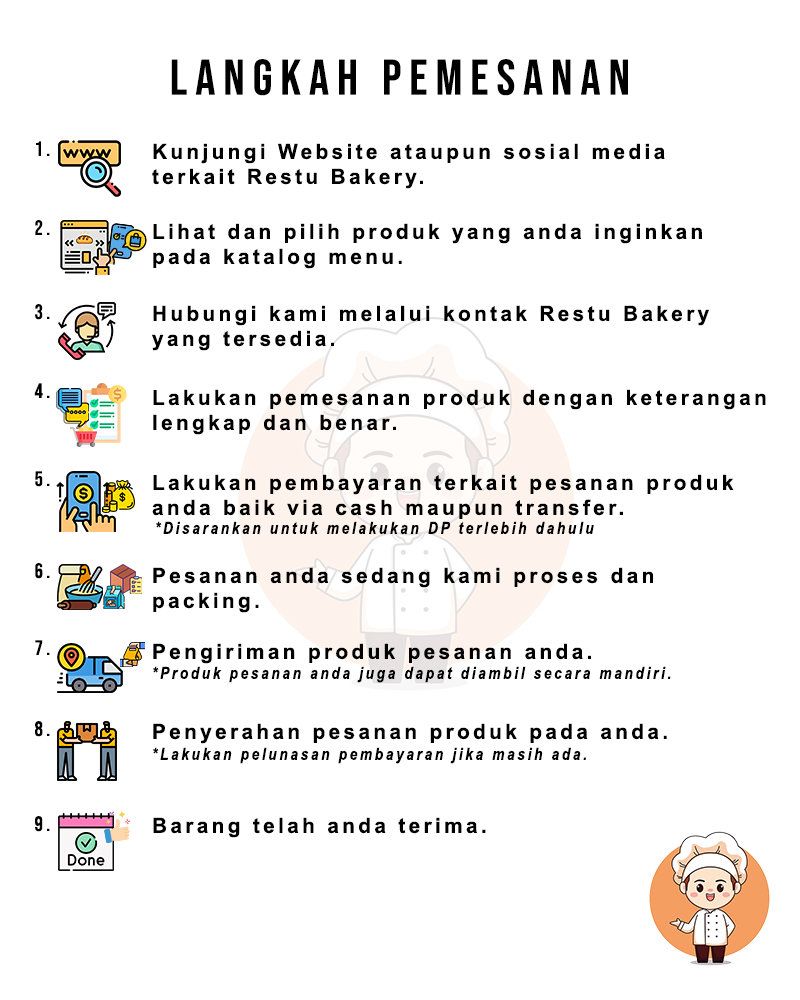 LANGKAH PEMESANAN
1.
www
Kunjungi Website ataupun sosial media
terkait Restu Bakery.
2.
Lihat dan pilih produk yang anda inginkan
pada katalog menu.
3.
Hubungi kami melalui kontak Restu Bakery
yang tersedia.
4.
Lakukan pemesanan produk dengan keterangan
lengkap dan benar.
5.
Lakukan pembayaran terkait pesanan produk
anda baik via cash maupun transfer.
*Disarankan untuk melakukan DP terlebih dahulu
6.
Pesanan anda sedang kami proses dan
packing.
7.
Pengiriman produk pesanan anda.
*Produk pesanan anda juga dapat diambil secara mandiri.
8.
Penyerahan pesanan produk pada anda.
*Lakukan pelunasan pembayaran jika masih ada.
9.
Done
Barang telah anda terima.